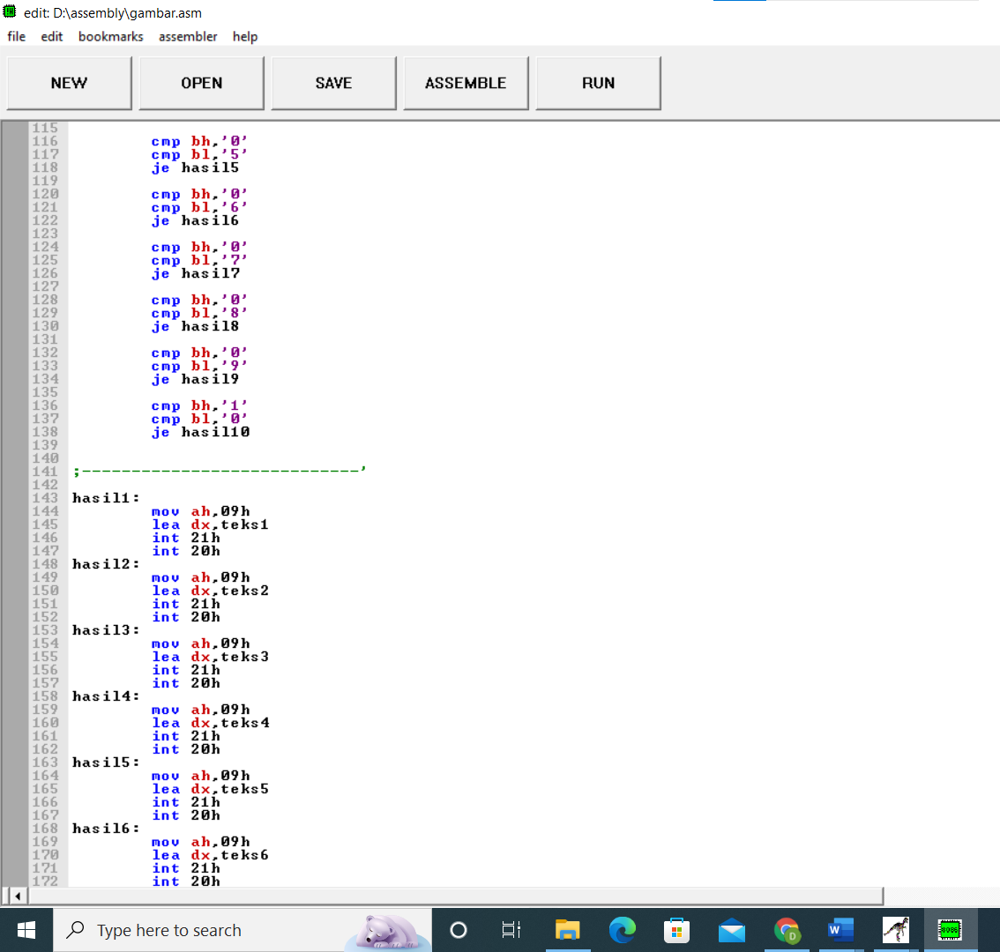 edit: D:\assembly\gambar.asm
file edit bookmarks assembler help
NEW OPEN SAVE ASSEMBLE RUN
115
116 cmp bh,'0'
117 cmp bl,'5'
118 je hasil5
119
120 cmp bh,'0'
121 cmp bl,'6'
122 je hasil6
123
124 cmp bh,'0'
125 cmp bl,'7'
126 je hasil7
127
128 cmp bh,'0'
129 cmp bl,'8'
130 je hasil8
131
132 cmp bh,'0'
133 cmp bl,'9'
134 je hasil9
135
136 cmp bh,'1'
137 cmp bl,'0'
138 je hasil10
139
140
141 ;----------------------------'
142
143 hasil1:
144 mov ah,09h
145 lea dx,teks1
146 int 21h
147 int 20h
148 hasil2:
149 mov ah,09h
150 lea dx,teks2
151 int 21h
152 int 20h
153 hasil3:
154 mov ah,09h
155 lea dx,teks3
156 int 21h
157 int 20h
158 hasil4:
159 mov ah,09h
160 lea dx,teks4
161 int 21h
162 int 20h
163 hasil5:
164 mov ah,09h
165 lea dx,teks5
166 int 21h
167 int 20h
168 hasil6:
169 mov ah,09h
170 lea dx,teks6
171 int 21h
172 int 20h
Type here to search
D
W
8086